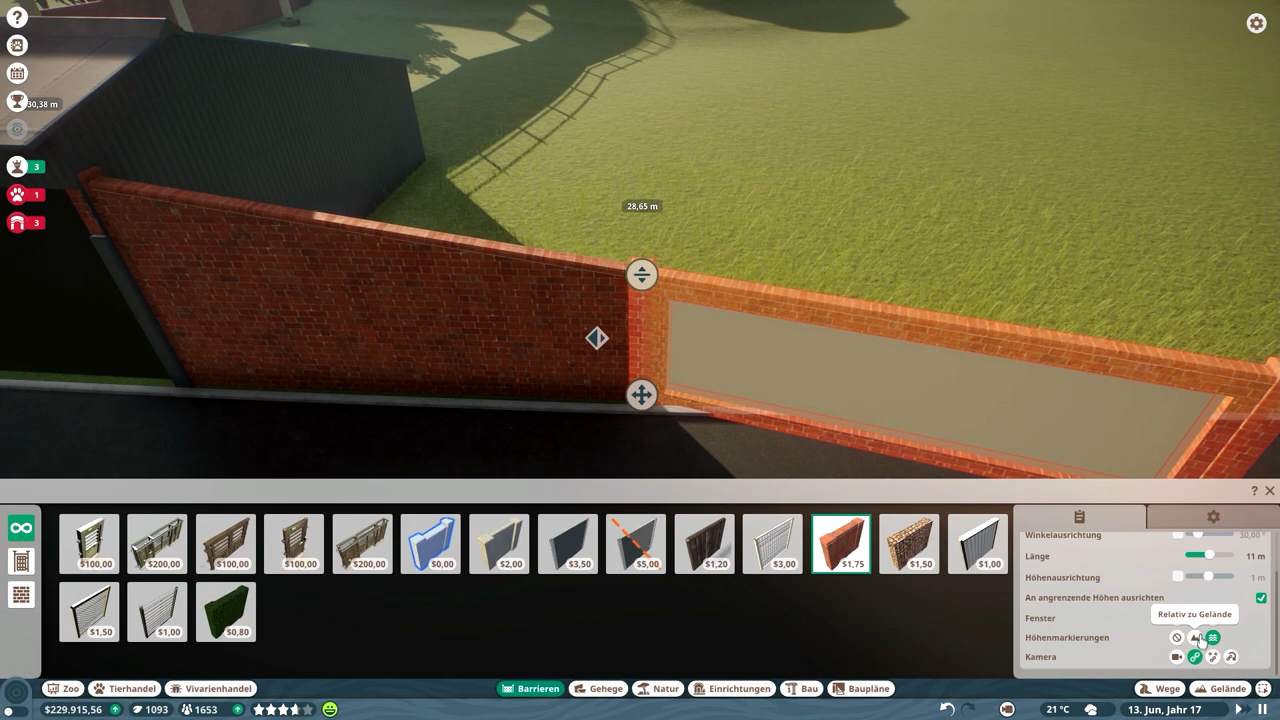 30,38 m
3
1
3
28,65 m
$100,00
$200,00
$100,00
$100,00
$200,00
$0,00
$2,00
$3,50
$5,00
$1,20
$3,00
$1,75
$1,50
$1,00
$1,50
$1,00
$0,80
Winkelausrichtung 30,00 °
Länge 11 m
Höhenausrichtung 1 m
An angrenzende Höhen ausrichten
Relativ zu Gelände
Fenster
Höhenmarkierungen
Kamera
Zoo
Tierhandel
Vivarienhandel
Barrieren
Gehege
Natur
Einrichtungen
Bau
Baupläne
Wege
Gelände
$229.915,56
1093
1653
21 °C
13. Jun, Jahr 17